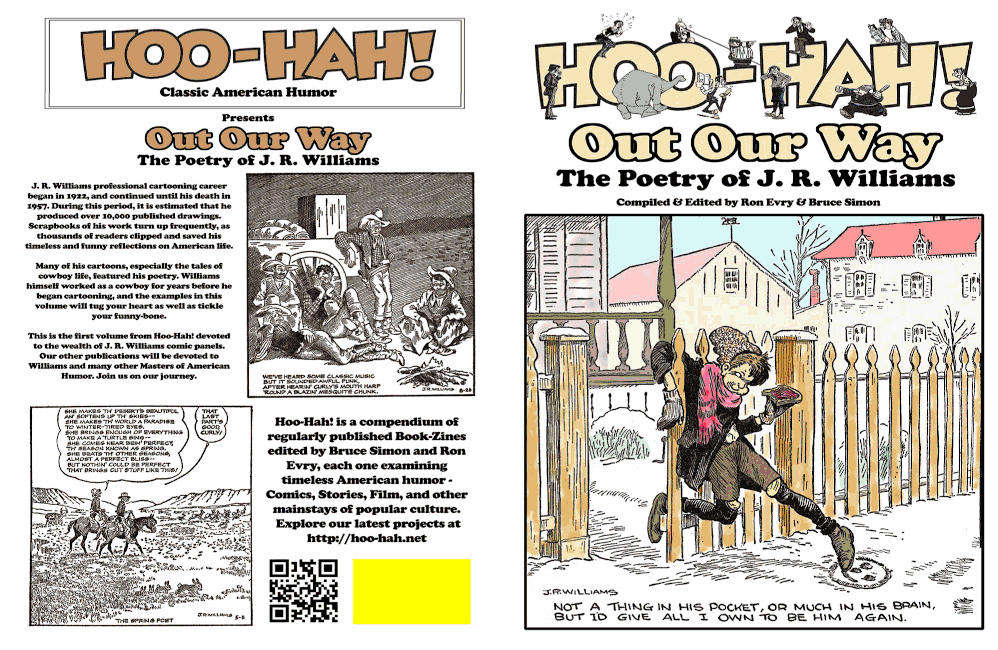 HOO-HAH!
Classic American Humor
Presents
Out Our Way
The Poetry of J. R. Williams
J. R. Williams professional cartooning career
began in 1922, and continued until his death in
1957. During this period, it is estimated that he
produced over 10,000 published drawings.
Scrapbooks of his work turn up frequently, as
thousands of readers clipped and saved his
timeless and funny reflections on American life.
Many of his cartoons, especially the tales of
cowboy life, featured his poetry. Williams
himself worked as a cowboy for years before he
began cartooning, and the examples in this
volume will tug your heart as well as tickle
your funny-bone.
This is the first volume from Hoo-Hah! devoted
to the wealth of J. R. Williams comic panels.
Our other publications will be devoted to
Williams and many other Masters of American
Humor. Join us on our journey.
WE'VE HEARD SOME CLASSIC MUSIC
BUT IT SOUNDED AWFUL PUNK,
AFTER HEARIN' CURLY'S MOUTH HARP
'ROUND A BLAZIN' MESQUITE CHUNK.
J.R.WILLIAMS
8-28
SHE MAKES TH' DESERTS BEAUTIFUL
AN' SOFTENS UP TH' SKIES--
SHE MAKES TH' WORLD A PARADISE
TO WINTER-TIRED EYES.
SHE BRINGS ENOUGH OF EVERYTHING
TO MAKE A TURTLE SING--
SHE COMES NEAR BEIN' PERFECT,
TH' SEASON KNOWN AS SPRING.
SHE BEATS TH' OTHER SEASONS,
ALMOST A PERFECT BLISS--
BUT NOTHIN' COULD BE PERFECT
THAT BRINGS OUT STUFF LIKE THIS!
THAT
LAST
PART'S
GOOD
CURLY!
J.R.WILLIAMS
THE SPRING POET
Hoo-Hah! is a compendium of
regularly published Book-Zines
edited by Bruce Simon and Ron
Evry, each one examining
timeless American humor -
Comics, Stories, Film, and other
mainstays of popular culture.
Explore our latest projects at
http://hoo-hah.net
HOO-HAH!
Out Our Way
The Poetry of J. R. Williams
Compiled & Edited by Ron Evry & Bruce Simon
J.R.WILLIAMS
NOT A THING IN HIS POCKET, OR MUCH IN HIS BRAIN,
BUT I'D GIVE ALL I OWN TO BE HIM AGAIN.